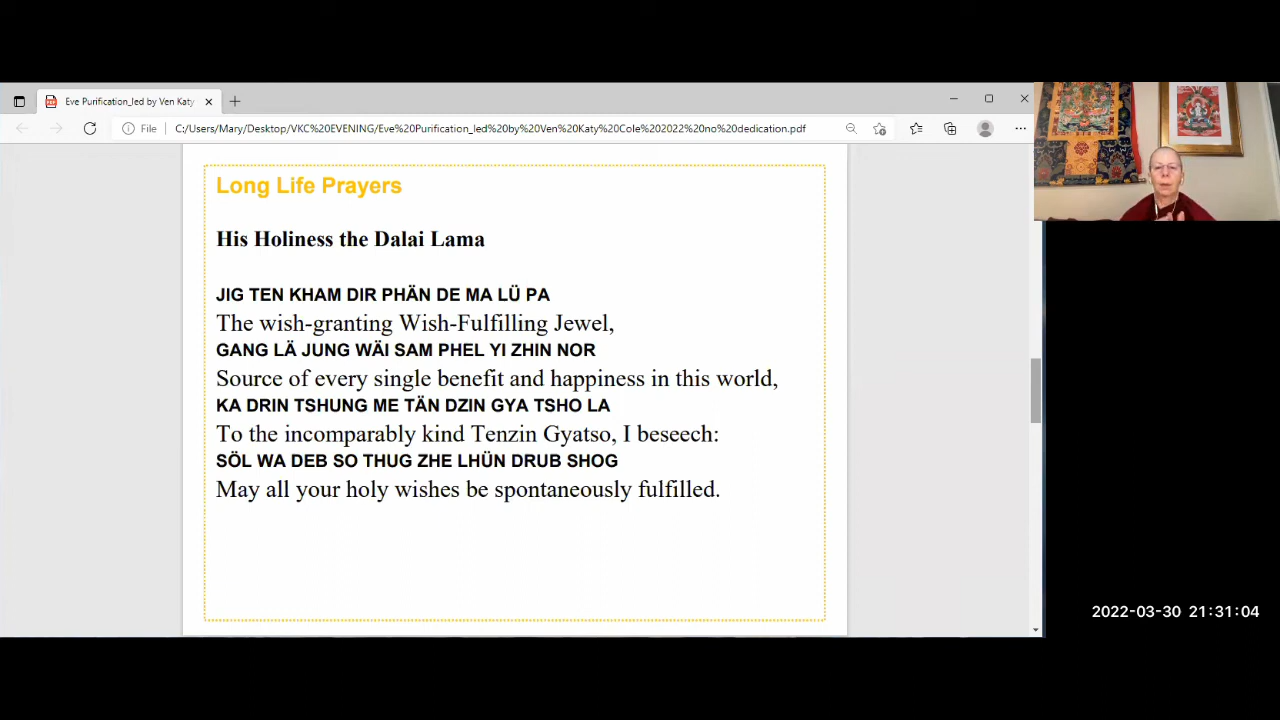 Eve Purification_led by Ven Katy
File C:/Users/Mary/Desktop/VKC%20EVENING/Eve%20Purification_led%20by%20Ven%20Katy%20Cole%202022%20no%20dedication.pdf
Long Life Prayers
His Holiness the Dalai Lama
JIG TEN KHAM DIR PHÄN DE MA LÜ PA
The wish-granting Wish-Fulfilling Jewel,
GANG LÄ JUNG WÄI SAM PHEL YI ZHIN NOR
Source of every single benefit and happiness in this world,
KA DRIN TSHUNG ME TÄN DZIN GYA TSHO LA
To the incomparably kind Tenzin Gyatso, I beseech:
SÖL WA DEB SO THUG ZHE LHÜN DRUB SHOG
May all your holy wishes be spontaneously fulfilled.
2022-03-30 21:31:04